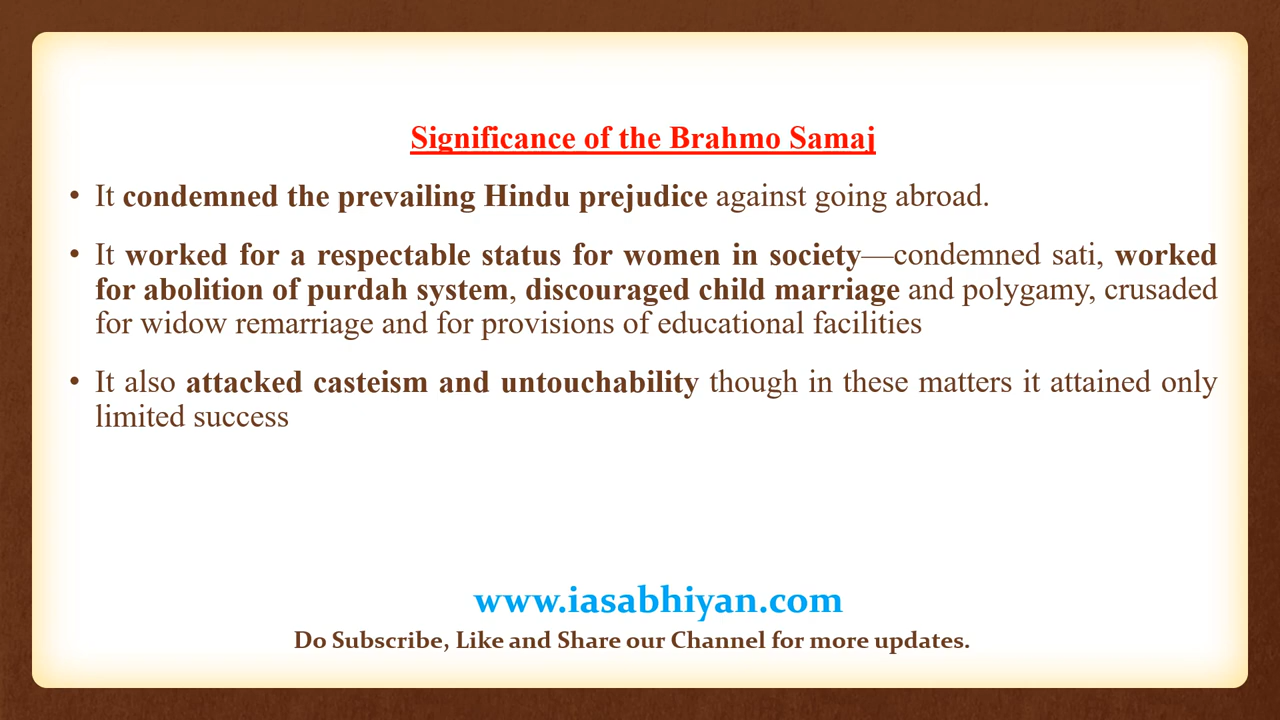 Significance of the Brahmo Samaj
• It condemned the prevailing Hindu prejudice against going abroad.
• It worked for a respectable status for women in society—condemned sati, worked
for abolition of purdah system, discouraged child marriage and polygamy, crusaded
for widow remarriage and for provisions of educational facilities
• It also attacked casteism and untouchability though in these matters it attained only
limited success
www.iasabhiyan.com
Do Subscribe, Like and Share our Channel for more updates.